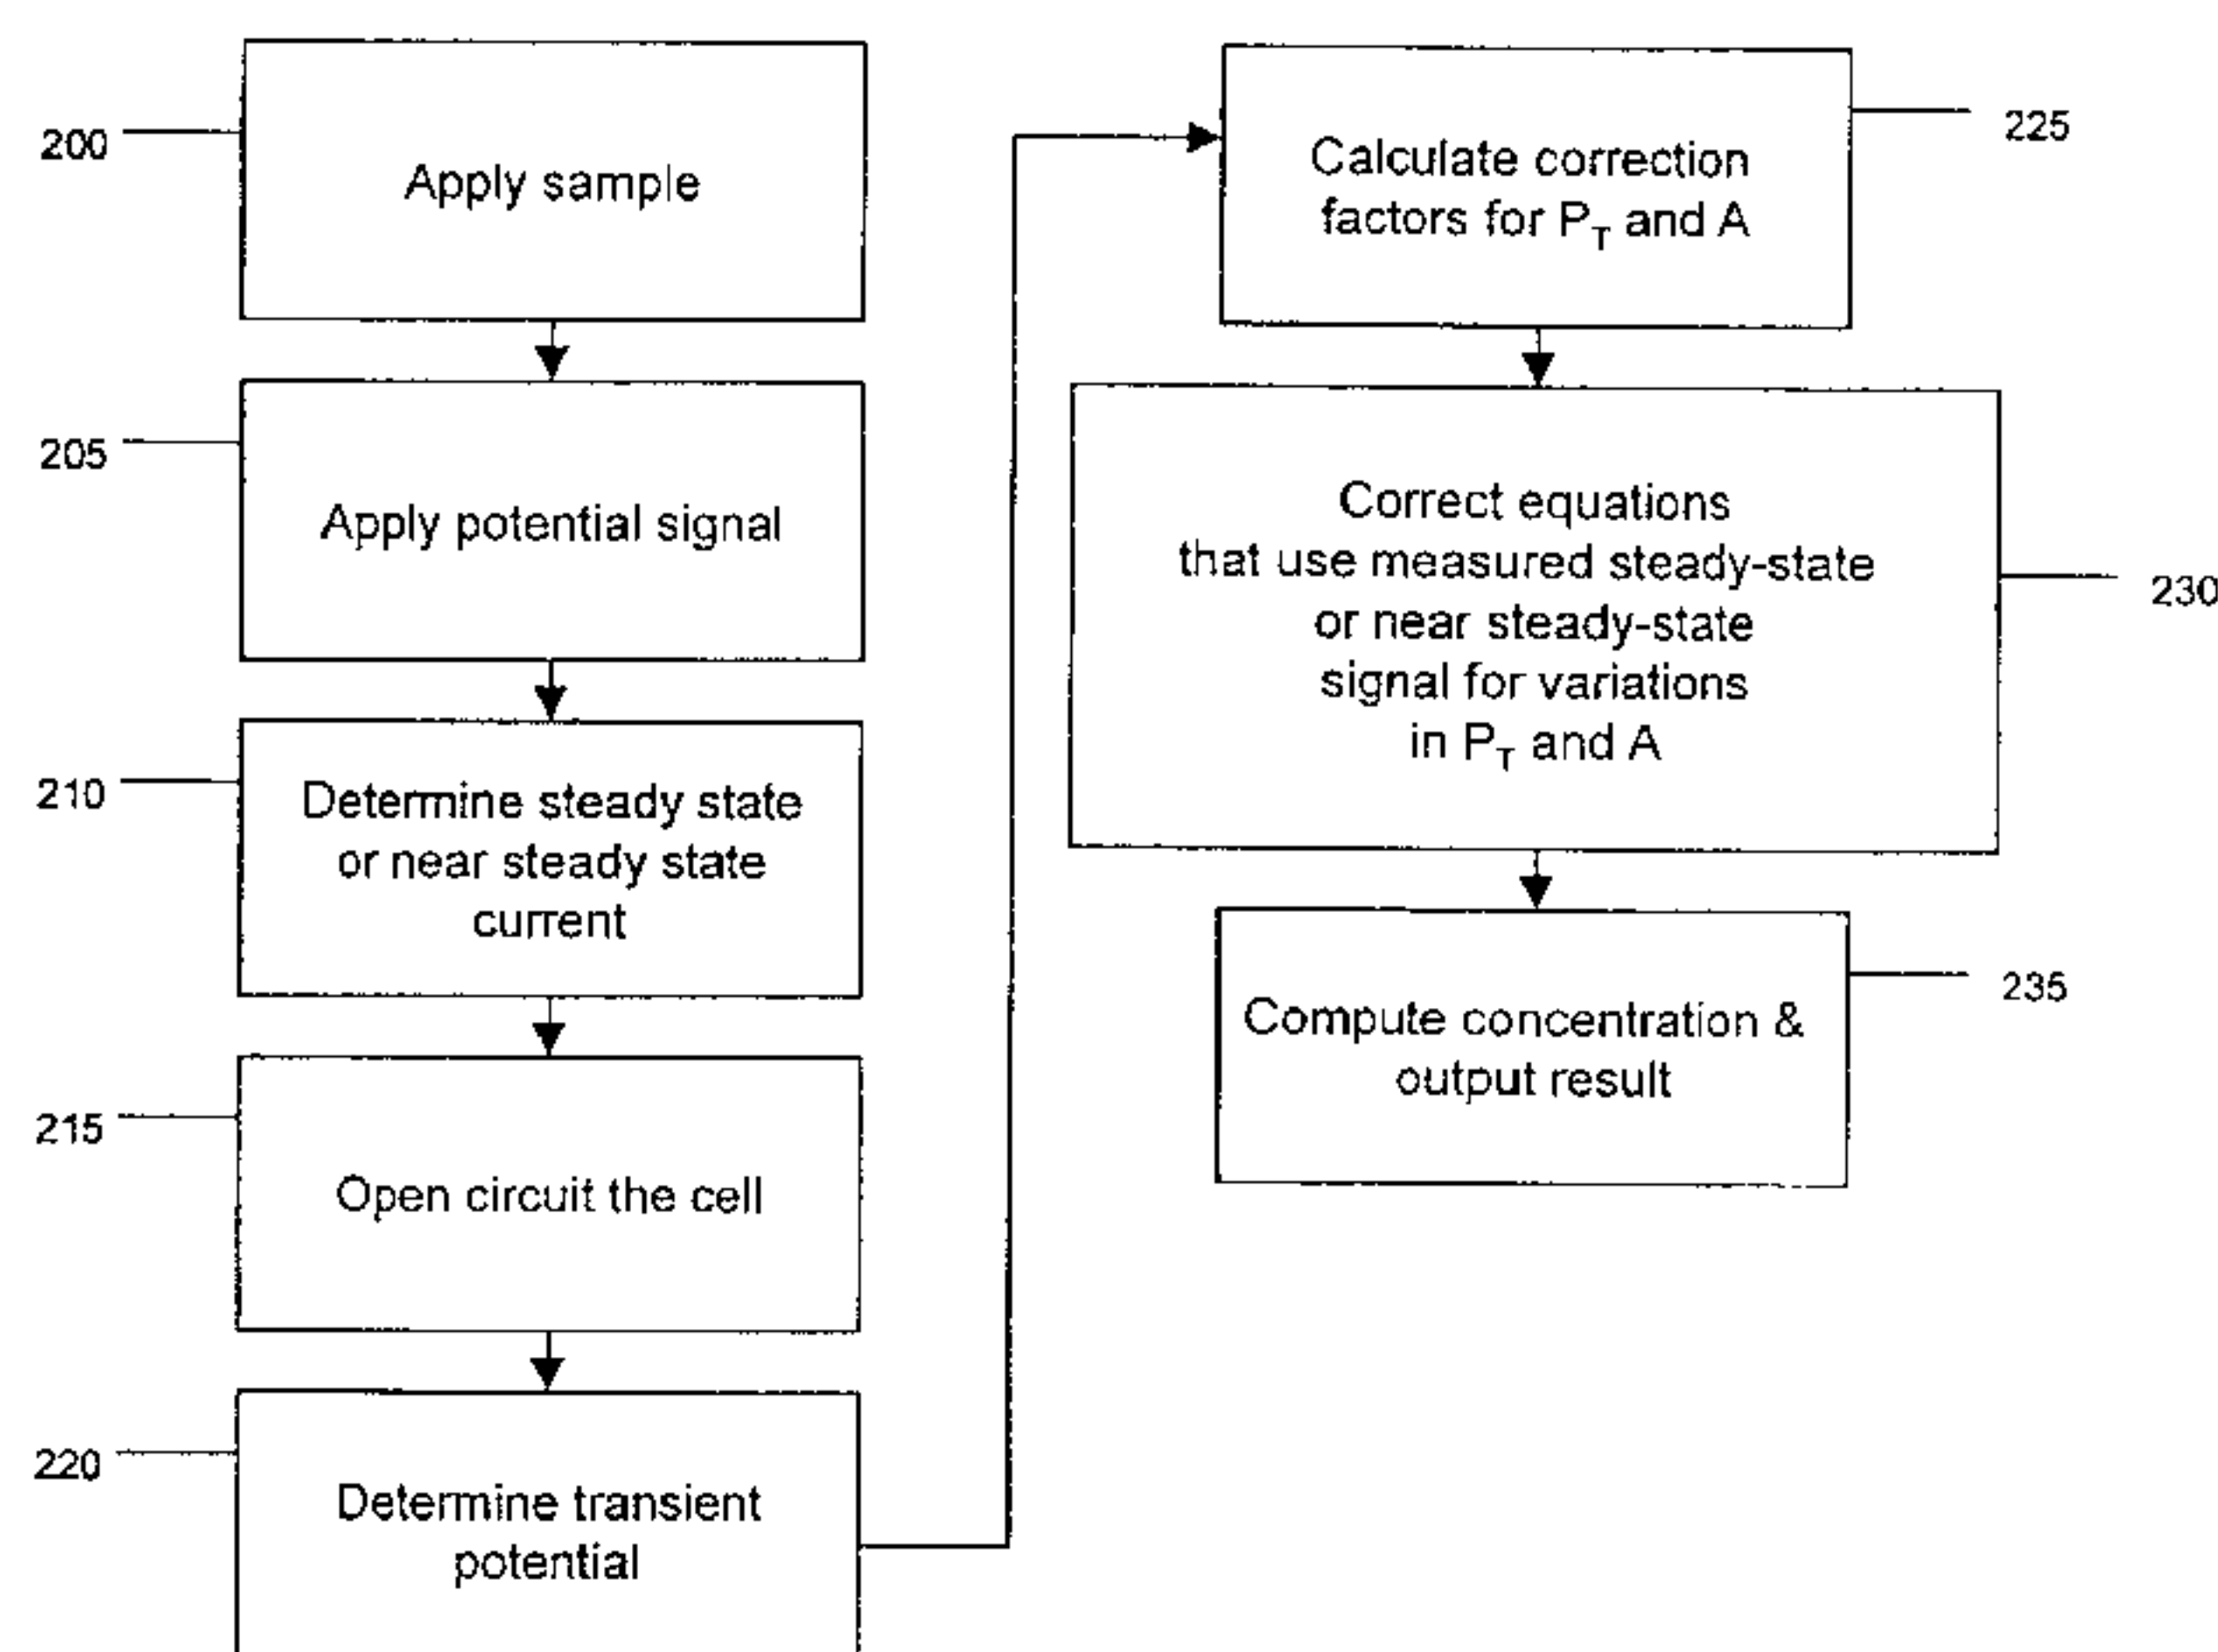 200
Apply sample
205
Apply potential signal
210
Determine steady state
or near steady state
current
215
Open circuit the cell
220
Determine transient
potential
225
Calculate correction
factors for P_T and A
230
Correct equations
that use measured steady-state
or near steady-state
signal for variations
in P_T and A
235
Compute concentration &
output result